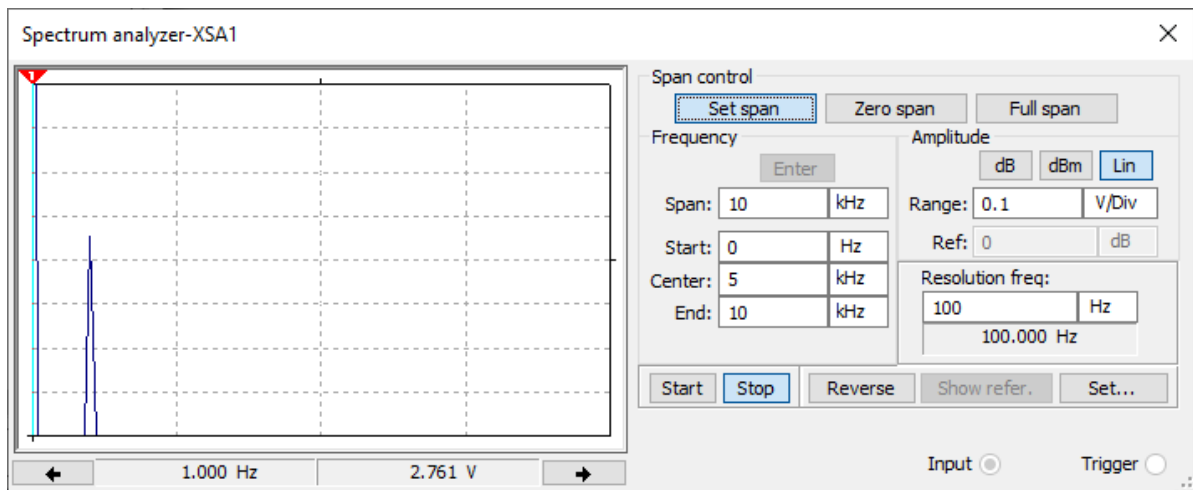 Spectrum analyzer-XSA1
1
Span control
Set span Zero span Full span
Frequency
Enter
Span: 10 kHz
Start: 0 Hz
Center: 5 kHz
End: 10 kHz
Amplitude
dB dBm Lin
Range: 0.1 V/Div
Ref: 0 dB
Resolution freq:
100 Hz
100.000 Hz
Start Stop Reverse Show refer. Set...
1.000 Hz 2.761 V
Input Trigger